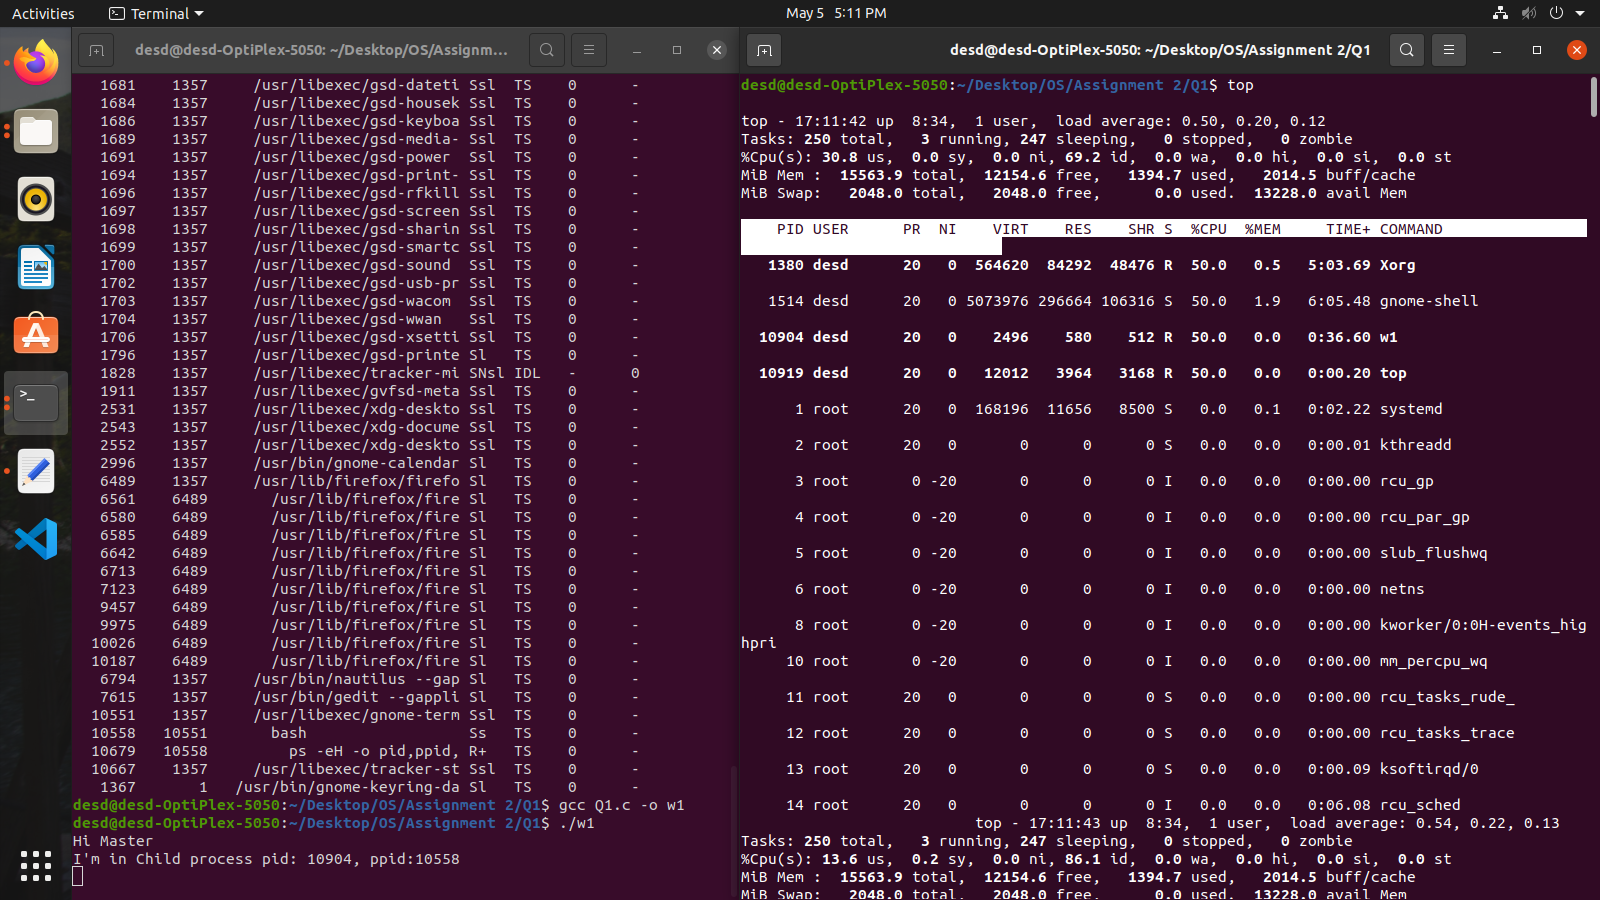 Activities
Terminal
May 5 5:11 PM
desd@desd-OptiPlex-5050: ~/Desktop/OS/Assignm...
1681 1357 /usr/libexec/gsd-dateti Ssl TS 0 -
1684 1357 /usr/libexec/gsd-housek Ssl TS 0 -
1686 1357 /usr/libexec/gsd-keyboa Ssl TS 0 -
1689 1357 /usr/libexec/gsd-media- Ssl TS 0 -
1691 1357 /usr/libexec/gsd-power Ssl TS 0 -
1694 1357 /usr/libexec/gsd-print- Ssl TS 0 -
1696 1357 /usr/libexec/gsd-rfkill Ssl TS 0 -
1697 1357 /usr/libexec/gsd-screen Ssl TS 0 -
1698 1357 /usr/libexec/gsd-sharin Ssl TS 0 -
1699 1357 /usr/libexec/gsd-smartc Ssl TS 0 -
1700 1357 /usr/libexec/gsd-sound Ssl TS 0 -
1702 1357 /usr/libexec/gsd-usb-pr Ssl TS 0 -
1703 1357 /usr/libexec/gsd-wacom Ssl TS 0 -
1704 1357 /usr/libexec/gsd-wwan Ssl TS 0 -
1706 1357 /usr/libexec/gsd-xsetti Ssl TS 0 -
1796 1357 /usr/libexec/gsd-printe Sl TS 0 -
1828 1357 /usr/libexec/tracker-mi SNsl IDL - 0
1911 1357 /usr/libexec/gvfsd-meta Ssl TS 0 -
2531 1357 /usr/libexec/xdg-deskto Ssl TS 0 -
2543 1357 /usr/libexec/xdg-docume Ssl TS 0 -
2552 1357 /usr/libexec/xdg-deskto Ssl TS 0 -
2996 1357 /usr/bin/gnome-calendar Sl TS 0 -
6489 1357 /usr/lib/firefox/firefo Sl TS 0 -
6561 6489 /usr/lib/firefox/fire Sl TS 0 -
6580 6489 /usr/lib/firefox/fire Sl TS 0 -
6585 6489 /usr/lib/firefox/fire Sl TS 0 -
6642 6489 /usr/lib/firefox/fire Sl TS 0 -
6713 6489 /usr/lib/firefox/fire Sl TS 0 -
7123 6489 /usr/lib/firefox/fire Sl TS 0 -
9457 6489 /usr/lib/firefox/fire Sl TS 0 -
9975 6489 /usr/lib/firefox/fire Sl TS 0 -
10026 6489 /usr/lib/firefox/fire Sl TS 0 -
10187 6489 /usr/lib/firefox/fire Sl TS 0 -
6794 1357 /usr/bin/nautilus --gap Sl TS 0 -
7615 1357 /usr/bin/gedit --gappli Sl TS 0 -
10551 1357 /usr/libexec/gnome-term Ssl TS 0 -
10558 10551 bash Ss TS 0 -
10679 10558 ps -eH -o pid,ppid, R+ TS 0 -
10667 1357 /usr/libexec/tracker-st Ssl TS 0 -
1367 1 /usr/bin/gnome-keyring-da Sl TS 0 -
desd@desd-OptiPlex-5050:~/Desktop/OS/Assignment 2/Q1$ gcc Q1.c -o w1
desd@desd-OptiPlex-5050:~/Desktop/OS/Assignment 2/Q1$ ./w1
Hi Master
I'm in Child process pid: 10904, ppid:10558
desd@desd-OptiPlex-5050: ~/Desktop/OS/Assignment 2/Q1
desd@desd-OptiPlex-5050:~/Desktop/OS/Assignment 2/Q1$ top
top - 17:11:42 up 8:34, 1 user, load average: 0.50, 0.20, 0.12
Tasks: 250 total, 3 running, 247 sleeping, 0 stopped, 0 zombie
%Cpu(s): 30.8 us, 0.0 sy, 0.0 ni, 69.2 id, 0.0 wa, 0.0 hi, 0.0 si, 0.0 st
MiB Mem : 15563.9 total, 12154.6 free, 1394.7 used, 2014.5 buff/cache
MiB Swap: 2048.0 total, 2048.0 free, 0.0 used. 13228.0 avail Mem
PID USER PR NI VIRT RES SHR S %CPU %MEM TIME+ COMMAND
1380 desd 20 0 564620 84292 48476 R 50.0 0.5 5:03.69 Xorg
1514 desd 20 0 5073976 296664 106316 S 50.0 1.9 6:05.48 gnome-shell
10904 desd 20 0 2496 580 512 R 50.0 0.0 0:36.60 w1
10919 desd 20 0 12012 3964 3168 R 50.0 0.0 0:00.20 top
1 root 20 0 168196 11656 8500 S 0.0 0.1 0:02.22 systemd
2 root 20 0 0 0 0 S 0.0 0.0 0:00.01 kthreadd
3 root 0 -20 0 0 0 I 0.0 0.0 0:00.00 rcu_gp
4 root 0 -20 0 0 0 I 0.0 0.0 0:00.00 rcu_par_gp
5 root 0 -20 0 0 0 I 0.0 0.0 0:00.00 slub_flushwq
6 root 0 -20 0 0 0 I 0.0 0.0 0:00.00 netns
8 root 0 -20 0 0 0 I 0.0 0.0 0:00.00 kworker/0:0H-events_hig
hpri
10 root 0 -20 0 0 0 I 0.0 0.0 0:00.00 mm_percpu_wq
11 root 20 0 0 0 0 S 0.0 0.0 0:00.00 rcu_tasks_rude_
12 root 20 0 0 0 0 S 0.0 0.0 0:00.00 rcu_tasks_trace
13 root 20 0 0 0 0 S 0.0 0.0 0:00.09 ksoftirqd/0
14 root 20 0 0 0 0 I 0.0 0.0 0:06.08 rcu_sched
top - 17:11:43 up 8:34, 1 user, load average: 0.54, 0.22, 0.13
Tasks: 250 total, 3 running, 247 sleeping, 0 stopped, 0 zombie
%Cpu(s): 13.6 us, 0.2 sy, 0.0 ni, 86.1 id, 0.0 wa, 0.0 hi, 0.0 si, 0.0 st
MiB Mem : 15563.9 total, 12154.6 free, 1394.7 used, 2014.5 buff/cache
MiB Swap: 2048.0 total, 2048.0 free, 0.0 used. 13228.0 avail Mem